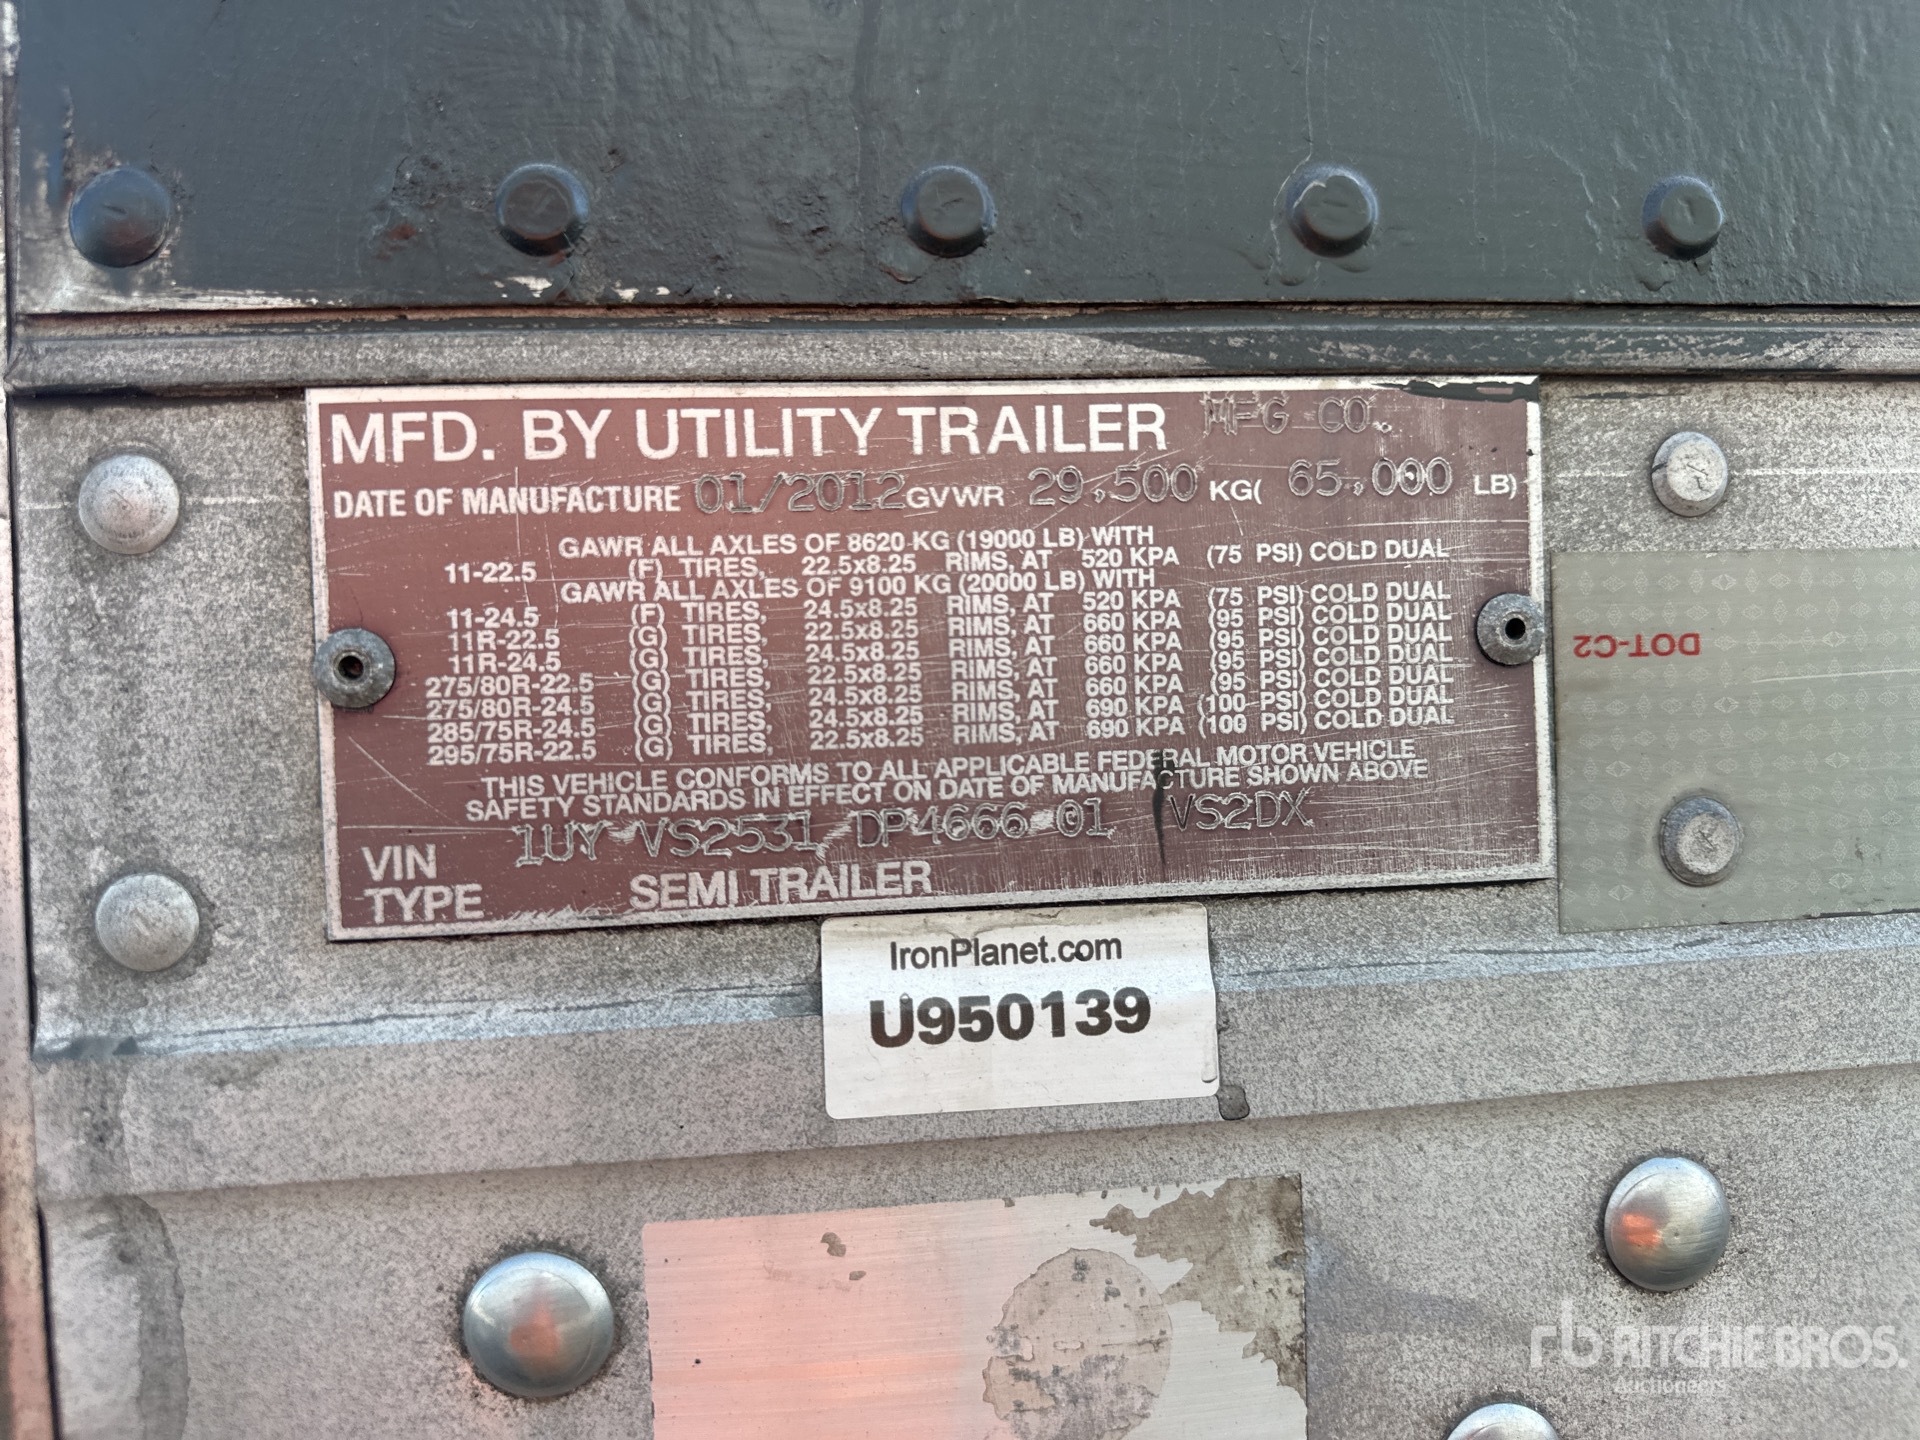 MFD. BY UTILITY TRAILER MFG CO.
DATE OF MANUFACTURE 01/2012 GVWR 29,500 KG( 65,000 LB)
GAWR ALL AXLES OF 8620 KG (19000 LB) WITH
11-22.5 (F) TIRES, 22.5x8.25 RIMS, AT 520 KPA (75 PSI) COLD DUAL
GAWR ALL AXLES OF 9100 KG (20000 LB) WITH
11-24.5 (F) TIRES, 24.5x8.25 RIMS, AT 520 KPA (75 PSI) COLD DUAL
11R-22.5 (G) TIRES, 22.5x8.25 RIMS, AT 660 KPA (95 PSI) COLD DUAL
11R-24.5 (G) TIRES, 24.5x8.25 RIMS, AT 660 KPA (95 PSI) COLD DUAL
275/80R-22.5 (G) TIRES, 22.5x8.25 RIMS, AT 660 KPA (95 PSI) COLD DUAL
275/80R-24.5 (G) TIRES, 24.5x8.25 RIMS, AT 660 KPA (95 PSI) COLD DUAL
285/75R-24.5 (G) TIRES, 24.5x8.25 RIMS, AT 690 KPA (100 PSI) COLD DUAL
295/75R-22.5 (G) TIRES, 22.5x8.25 RIMS, AT 690 KPA (100 PSI) COLD DUAL
THIS VEHICLE CONFORMS TO ALL APPLICABLE FEDERAL MOTOR VEHICLE
SAFETY STANDARDS IN EFFECT ON DATE OF MANUFACTURE SHOWN ABOVE
VIN 1UY VS2531 DP4666 01 VS2DX
TYPE SEMI TRAILER
DOT-C2
IronPlanet.com
U950139
rb RITCHIE BROS.
Auctioneers